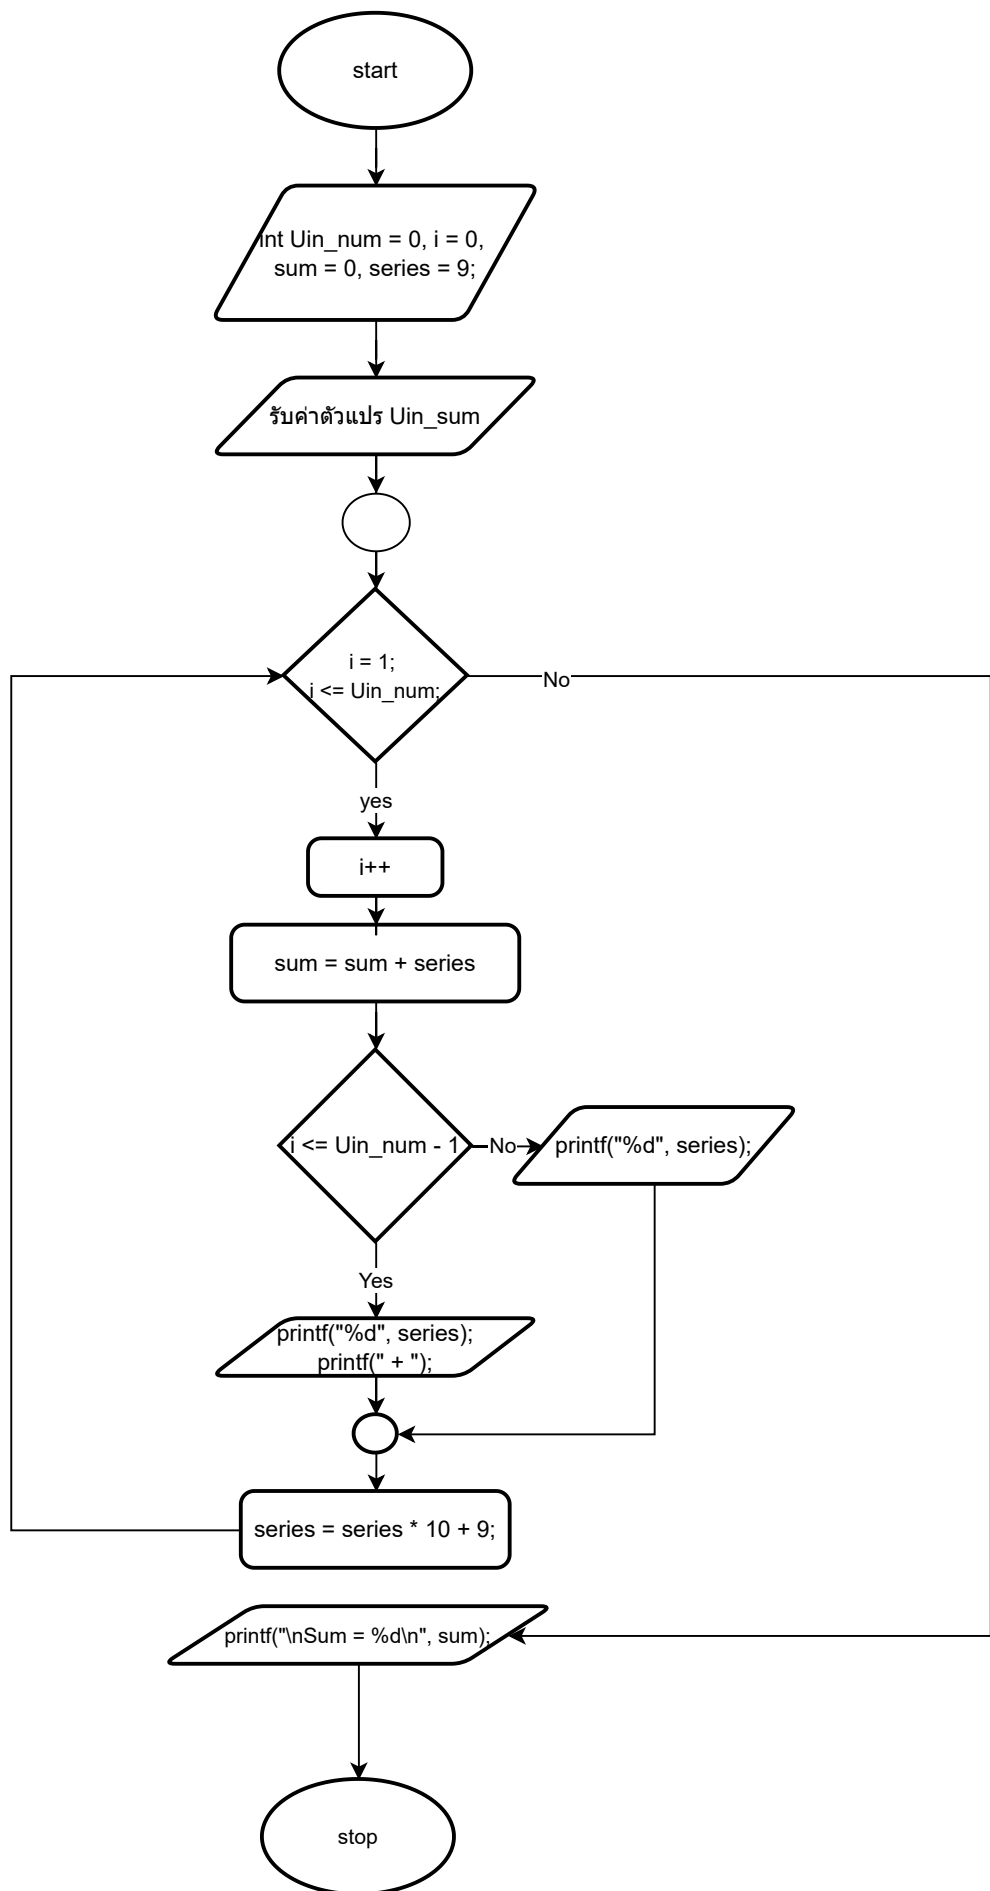 start
int Uin_num = 0, i = 0,
sum = 0, series = 9;
รับค่าตัวแปร Uin_sum
i = 1;
i <= Uin_num;
No
yes
i++
sum = sum + series
i <= Uin_num - 1
No
printf("%d", series);
Yes
printf("%d", series);
printf(" + ");
series = series * 10 + 9;
printf("\nSum = %d\n", sum);
stop